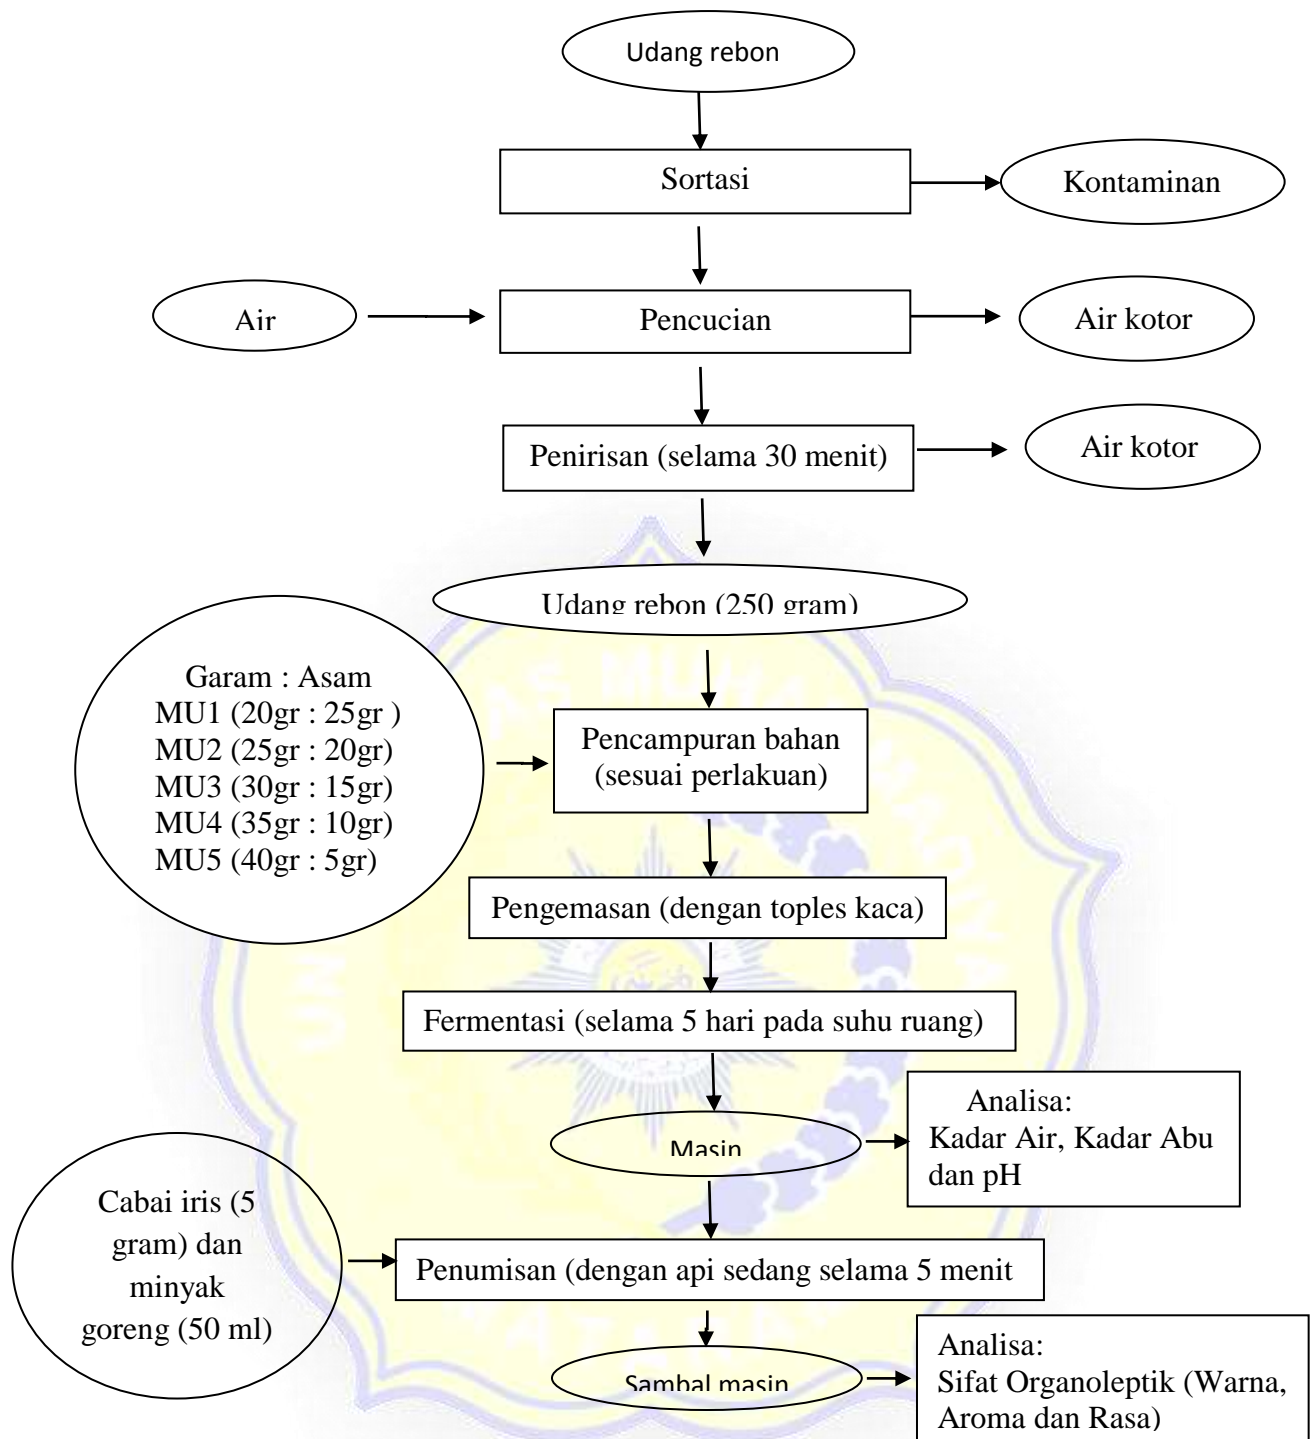 Udang rebon
Sortasi
Kontaminan
Air
Pencucian
Air kotor
Penirisan (selama 30 menit)
Air kotor
Udang rebon (250 gram)
Garam : Asam
MU1 (20gr : 25gr )
MU2 (25gr : 20gr)
MU3 (30gr : 15gr)
MU4 (35gr : 10gr)
MU5 (40gr : 5gr)
Pencampuran bahan
(sesuai perlakuan)
Pengemasan (dengan toples kaca)
Fermentasi (selama 5 hari pada suhu ruang)
Masin
Analisa:
Kadar Air, Kadar Abu
dan pH
Cabai iris (5
gram) dan
minyak
goreng (50 ml)
Penumisan (dengan api sedang selama 5 menit
Sambal masin
Analisa:
Sifat Organoleptik (Warna,
Aroma dan Rasa)